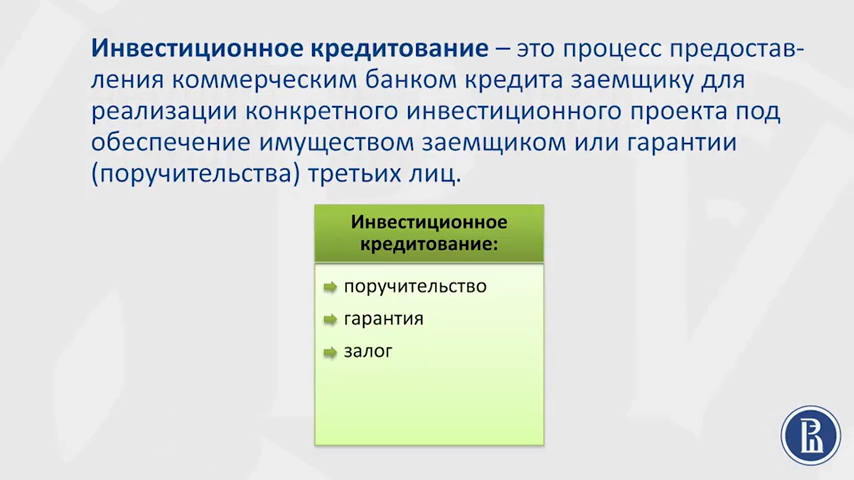 Инвестиционное кредитование – это процесс предостав-
ления коммерческим банком кредита заемщику для
реализации конкретного инвестиционного проекта под
обеспечение имуществом заемщиком или гарантии
(поручительства) третьих лиц.
Инвестиционное
кредитование:
поручительство
гарантия
залог